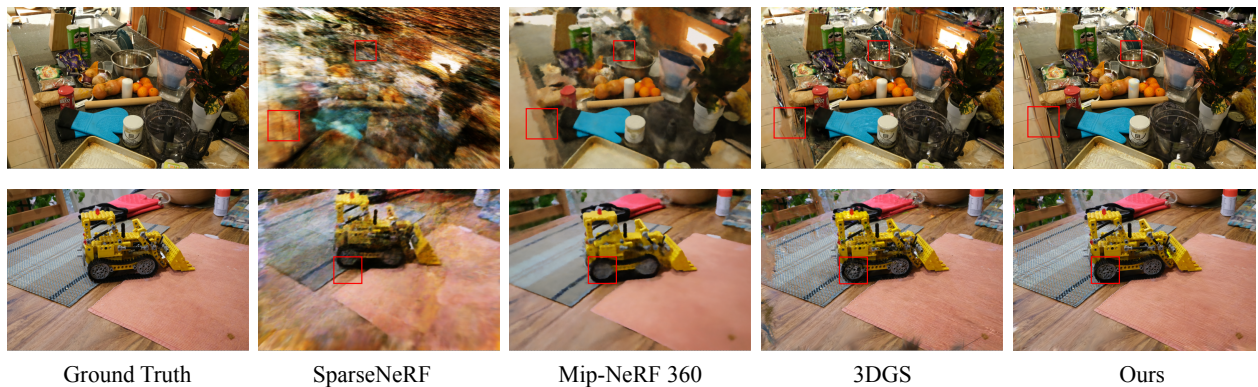 Ground Truth
SparseNeRF
Mip-NeRF 360
3DGS
Ours